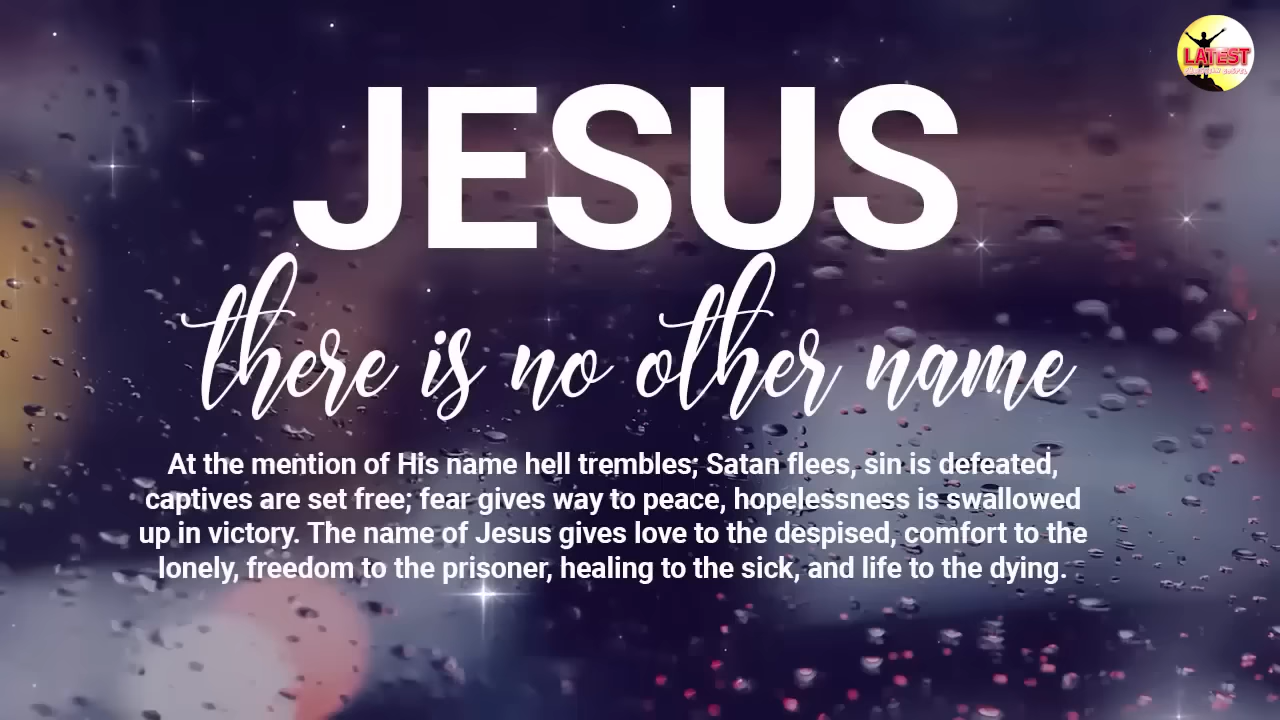 LATEST
JESUS
there is no other name
At the mention of His name hell trembles; Satan flees, sin is defeated,
captives are set free; fear gives way to peace, hopelessness is swallowed
up in victory. The name of Jesus gives love to the despised, comfort to the
lonely, freedom to the prisoner, healing to the sick, and life to the dying.